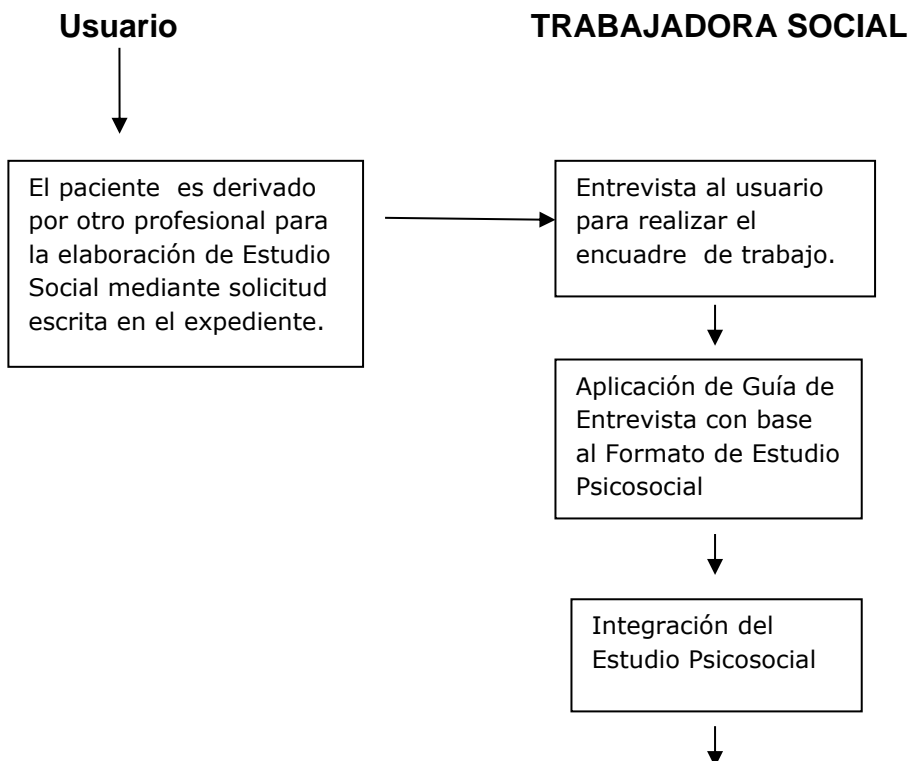 Usuario
TRABAJADORA SOCIAL
El paciente es derivado
por otro profesional para
la elaboración de Estudio
Social mediante solicitud
escrita en el expediente.
Entrevista al usuario
para realizar el
encuadre de trabajo.
Aplicación de Guía de
Entrevista con base
al Formato de Estudio
Psicosocial
Integración del
Estudio Psicosocial